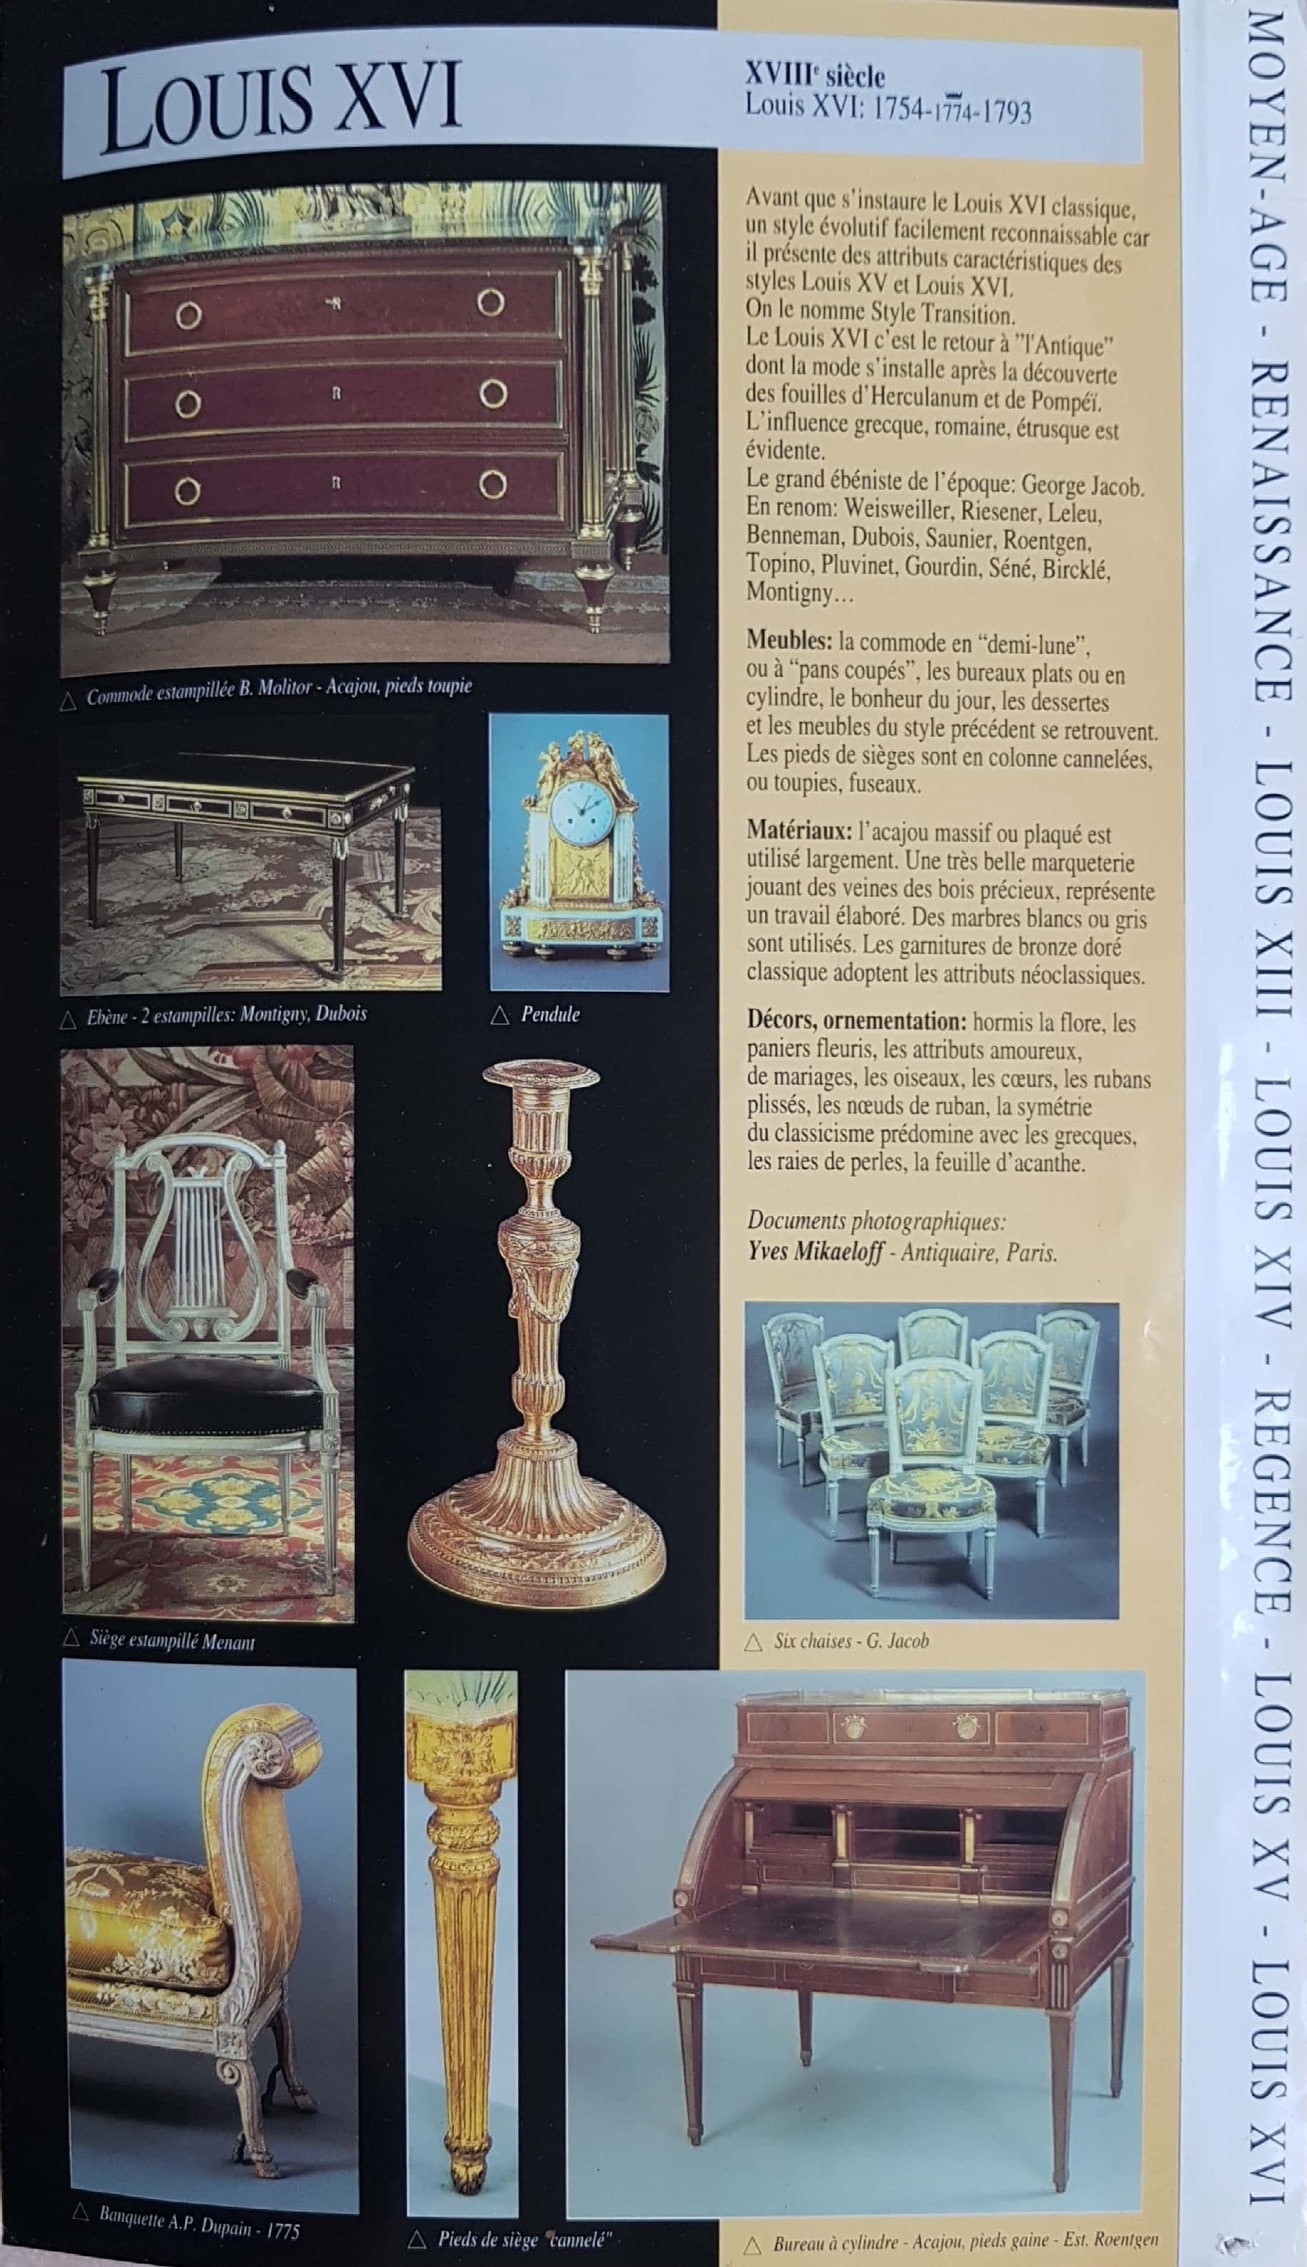 LOUIS XVI
XVIIIe siècle
Louis XVI: 1754-1774-1793
Avant que s'instaure le Louis XVI classique,
un style évolutif facilement reconnaissable car
il présente des attributs caractéristiques des
styles Louis XV et Louis XVI.
On le nomme Style Transition.
Le Louis XVI c'est le retour à "l'Antique"
dont la mode s'installe après la découverte
des fouilles d'Herculanum et de Pompéï.
L'influence grecque, romaine, étrusque est
évidente.
Le grand ébéniste de l'époque: George Jacob.
En renom: Weisweiller, Riesener, Leleu,
Benneman, Dubois, Saunier, Roentgen,
Topino, Pluvinet, Gourdin, Séné, Bircklé,
Montigny...
Meubles: la commode en “demi-lune”,
ou à “pans coupés”, les bureaux plats ou en
cylindre, le bonheur du jour, les dessertes
et les meubles du style précédent se retrouvent.
Les pieds de sièges sont en colonne cannelées,
ou toupies, fuseaux.
Matériaux: l'acajou massif ou plaqué est
utilisé largement. Une très belle marqueterie
jouant des veines des bois précieux, représente
un travail élaboré. Des marbres blancs ou gris
sont utilisés. Les garnitures de bronze doré
classique adoptent les attributs néoclassiques.
Décors, ornementation: hormis la flore, les
paniers fleuris, les attributs amoureux,
de mariages, les oiseaux, les cœurs, les rubans
plissés, les nœuds de ruban, la symétrie
du classicisme prédomine avec les grecques,
les raies de perles, la feuille d'acanthe.
Documents photographiques:
Yves Mikaeloff - Antiquaire, Paris.
△ Commode estampillée B. Molitor - Acajou, pieds toupie
△ Ebène - 2 estampilles: Montigny, Dubois
△ Pendule
△ Siège estampillé Menant
△ Six chaises - G. Jacob
△ Banquette A.P. Dupain - 1775
△ Pieds de siège "cannelé"
△ Bureau à cylindre - Acajou, pieds gaine - Est. Roentgen
MOYEN-AGE - RENAISSANCE - LOUIS XIII - LOUIS XIV - REGENCE - LOUIS XV - LOUIS XVI